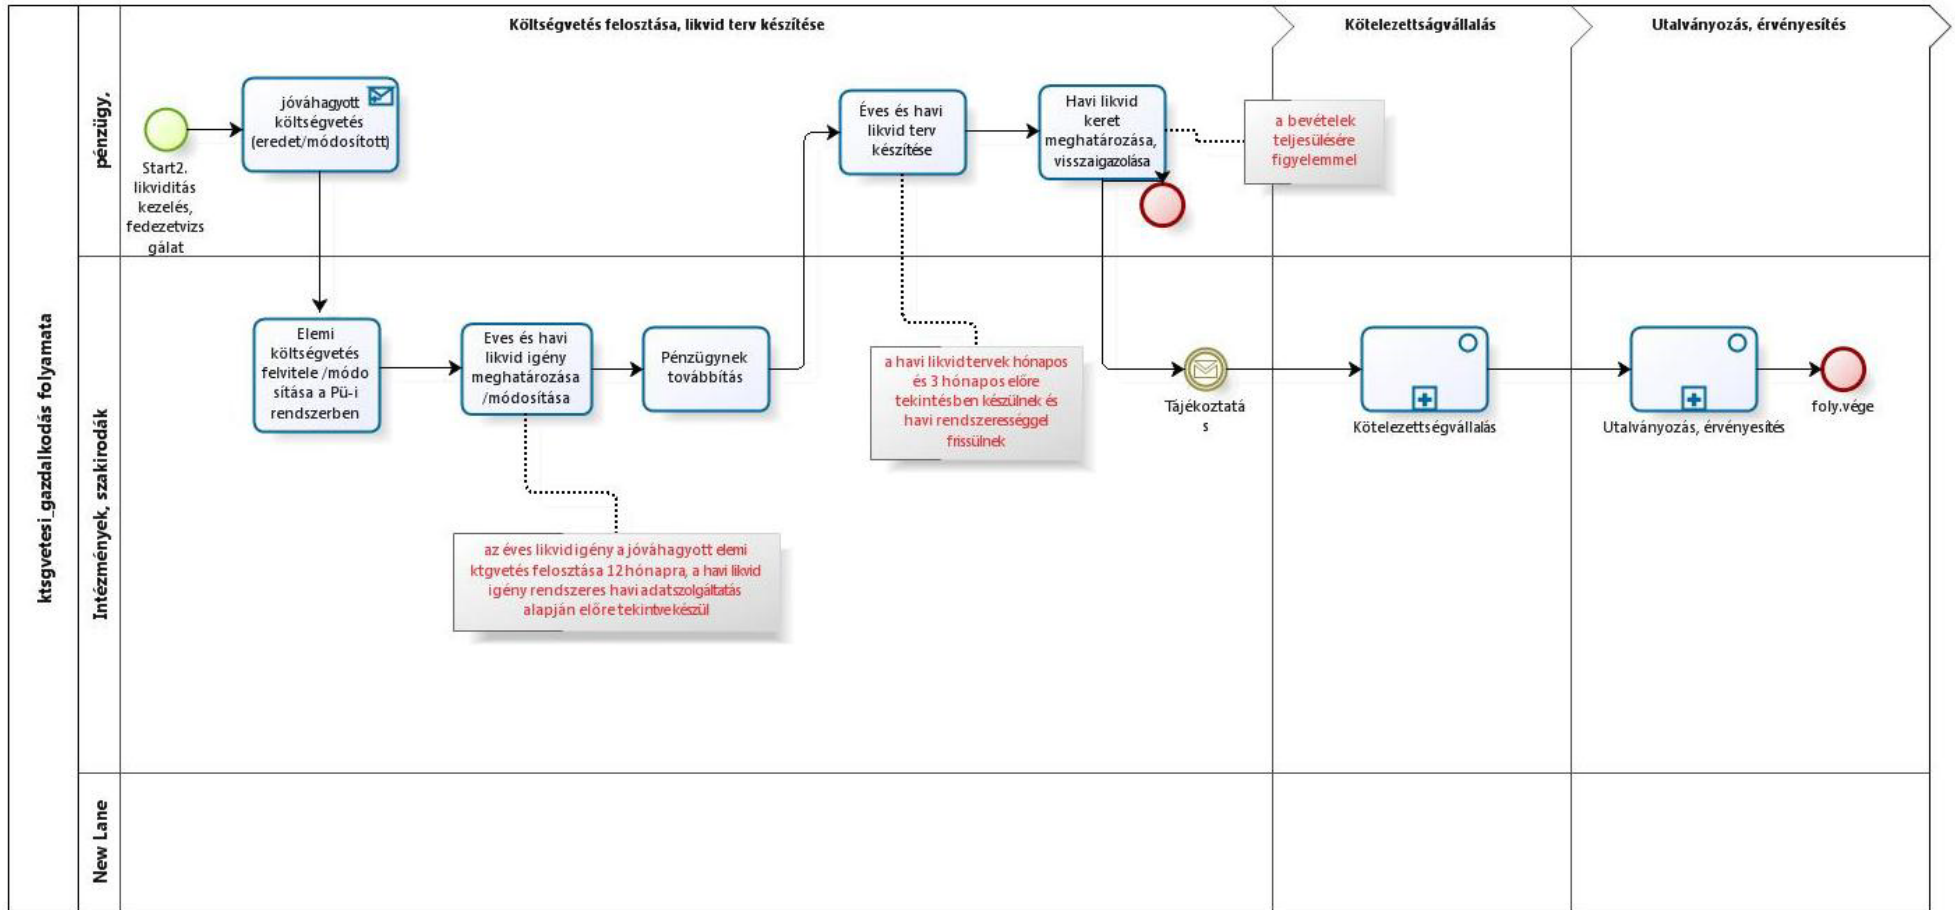 Költségvetés felosztása, likvid terv készítése
Kötelezettságvállalás
Utalványozás, érvényesítés
ktsgvetesi_gazdalkodás folyamata
pénzügy,
Start2.
likviditás
kezelés,
fedezetvizs
gálat
jóváhagyott
költségvetés
(eredet/módosított)
Éves és havi
likvid terv
készítése
Havi likvid
keret
meghatározása,
visszaigazolása
a bevételek
teljesülésére
figyelemmel
Intézmények, szakirodák
Elemi
költségvetés
felvitele /módo
sítása a Pü-i
rendszerben
Eves és havi
likvid igény
meghatározása
/módosítása
Pénzügynek
továbbítás
a havi likvid tervek hónapos
és 3 hónapos előre
tekintésben készülnek és
havi rendszerességgel
frissülnek
Tájékoztatá
s
Kötelezettségvállalás
Utalványozás, érvényesítés
foly.vége
az éves likvid igény a jóváhagyott elemi
ktgvetés felosztása 12 hónapra, a havi likvid
igény rendszeres havi adatszolgáltatás
alapján előre tekintve készül
New Lane